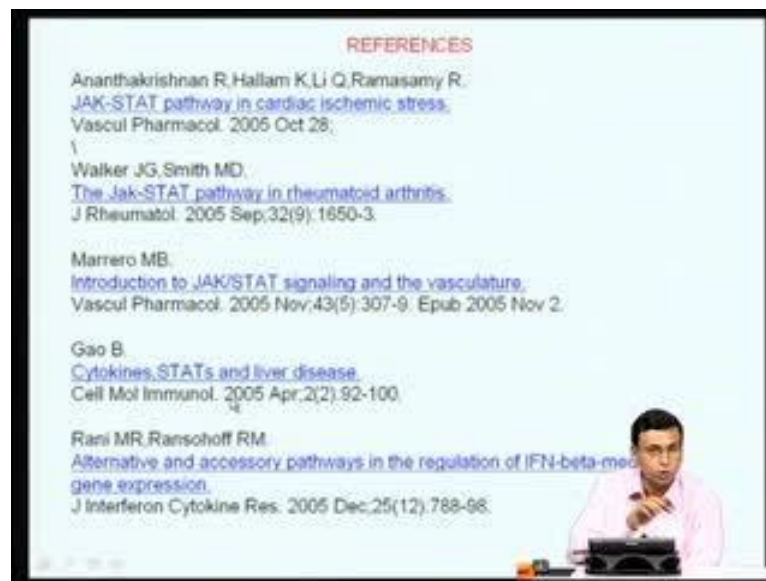 REFERENCES
Ananthakrishnan R,Hallam K,Li Q,Ramasamy R.
JAK-STAT pathway in cardiac ischemic stress.
Vascul Pharmacol. 2005 Oct 28;
\
Walker JG,Smith MD.
The Jak-STAT pathway in rheumatoid arthritis.
J Rheumatol. 2005 Sep;32(9):1650-3.
Marrero MB.
Introduction to JAK/STAT signaling and the vasculature.
Vascul Pharmacol. 2005 Nov;43(5):307-9. Epub 2005 Nov 2.
Gao B.
Cytokines,STATs and liver disease.
Cell Mol Immunol. 2005 Apr;2(2):92-100.
Rani MR,Ransohoff RM.
Alternative and accessory pathways in the regulation of IFN-beta-med
gene expression.
J Interferon Cytokine Res. 2005 Dec;25(12):788-98.